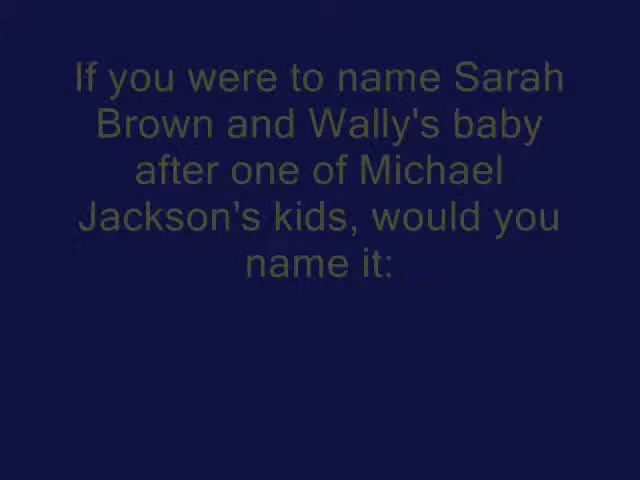 If you were to name Sarah
Brown and Wally's baby
after one of Michael
Jackson's kids, would you
name it: